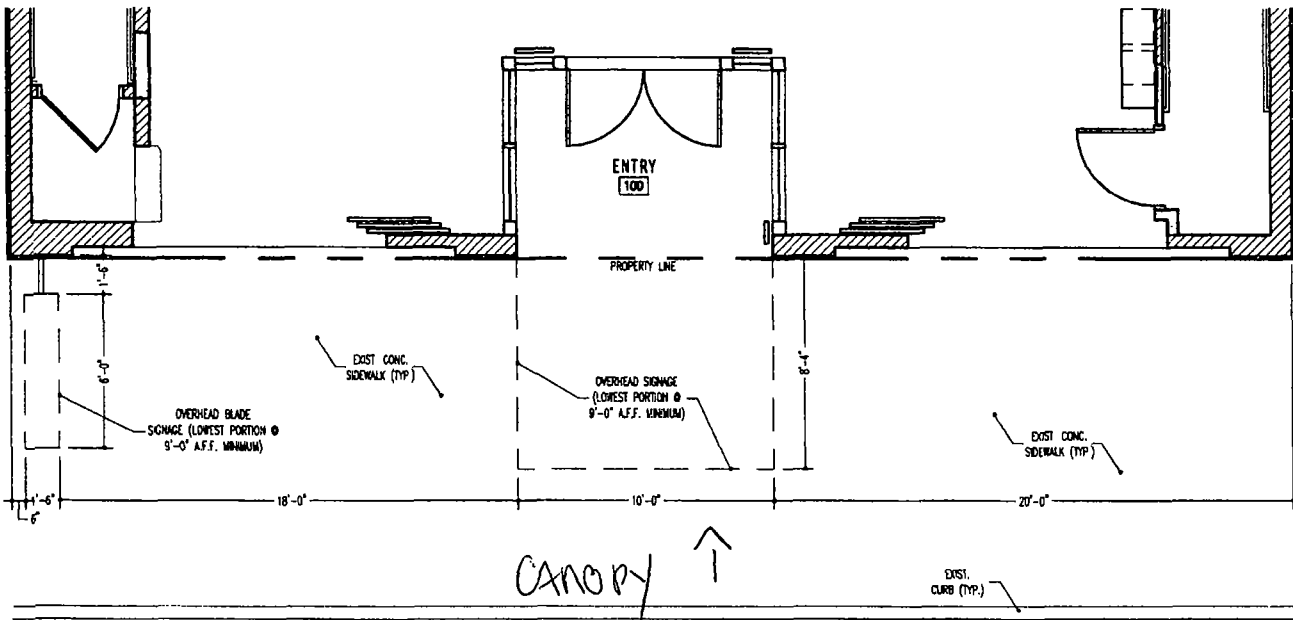 ENTRY
100
PROPERTY LINE
1'-6"
6'-0"
EXIST CONC.
SIDEWALK (TYP)
OVERHEAD BLADE
SIGNAGE (LOWEST PORTION @
9'-0" A.F.F. MINIMUM)
OVERHEAD SIGNAGE
(LOWEST PORTION @
9'-0" A.F.F. MINIMUM)
8'-4"
EXIST CONC.
SIDEWALK (TYP)
1'-6"
18'-0"
10'-0"
20'-0"
6"
CANOPY
EXIST.
CURB (TYP.)